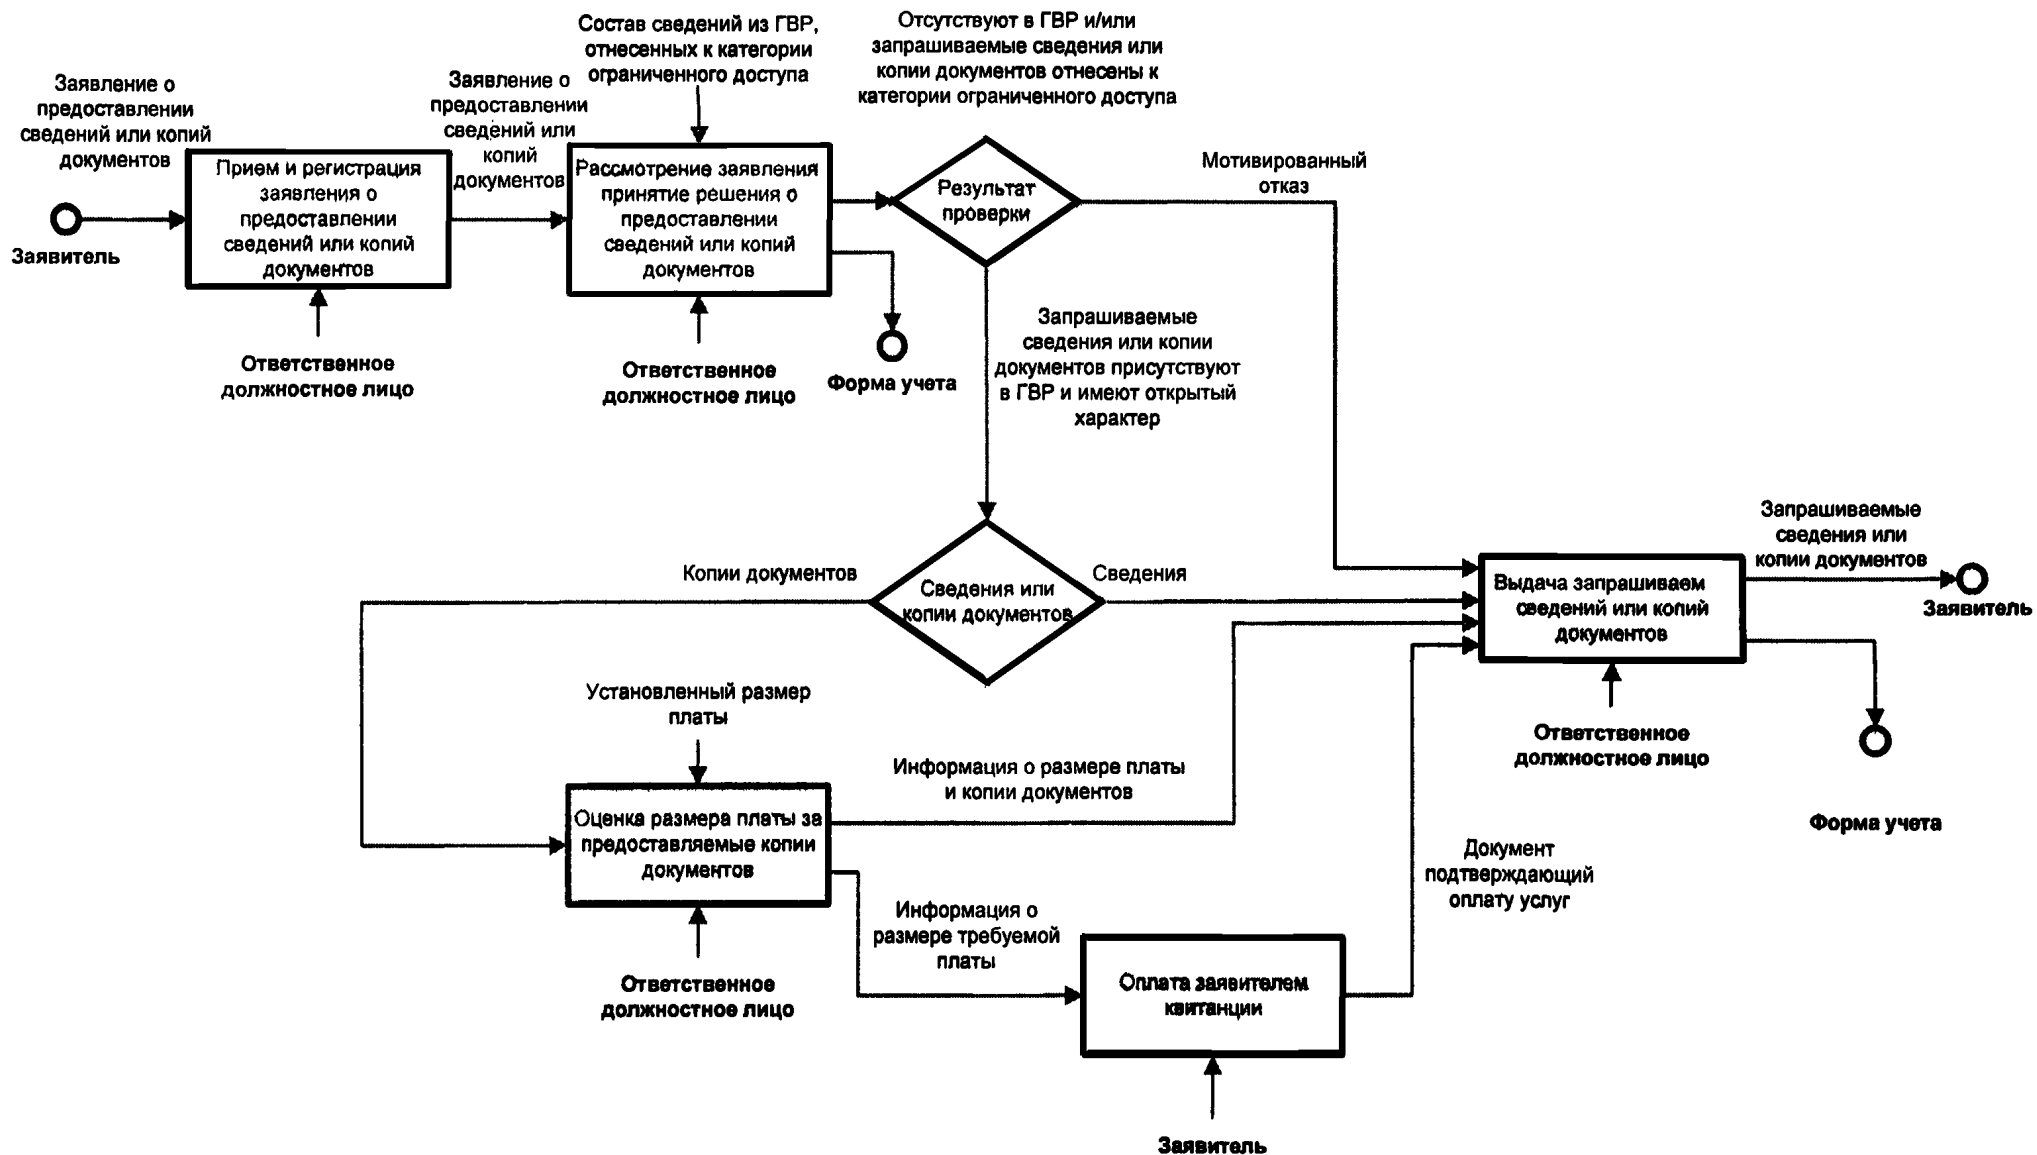 Заявление о
предоставлении
сведений или копий
документов
Заявитель
Прием и регистрация
заявления о
предоставлении
сведений или копий
документов
Ответственное
должностное лицо
Заявление о
предоставлении
сведений или
копий
документов
Состав сведений из ГВР,
отнесенных к категории
ограниченного доступа
Рассмотрение заявления
принятие решения о
предоставлении
сведений или копий
документов
Ответственное
должностное лицо
Форма учета
Отсутствуют в ГВР и/или
запрашиваемые сведения или
копии документов отнесены к
категории ограниченного доступа
Результат
проверки
Мотивированный
отказ
Запрашиваемые
сведения или копии
документов присутствуют
в ГВР и имеют открытый
характер
Копии документов
Сведения или
копии документов
Сведения
Выдача запрашиваем
сведений или копий
документов
Запрашиваемые
сведения или
копии документов
Заявитель
Ответственное
должностное лицо
Форма учета
Установленный размер
платы
Оценка размера платы за
предоставляемые копии
документов
Ответственное
должностное лицо
Информация о размере платы
и копии документов
Информация о
размере требуемой
платы
Документ
подтверждающий
оплату услуг
Оплата заявителем
квитанции
Заявитель